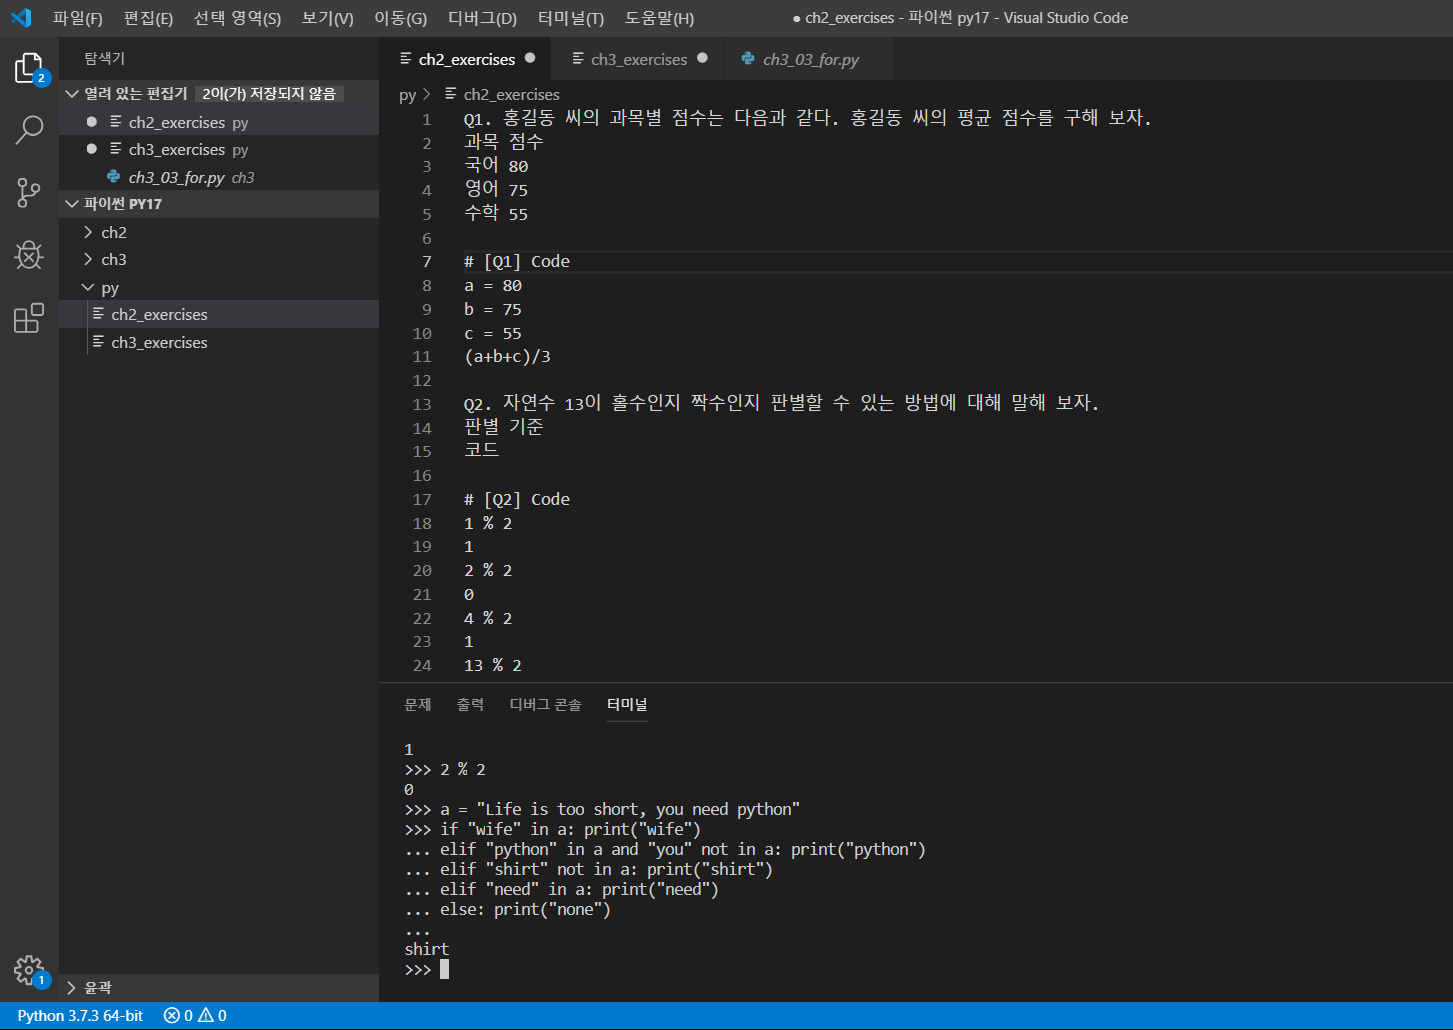 파일(F) 편집(E) 선택 영역(S) 보기(V) 이동(G) 디버그(D) 터미널(T) 도움말(H) ● ch2_exercises - 파이썬 py17 - Visual Studio Code
탐색기
열려 있는 편집기 2이(가) 저장되지 않음
ch2_exercises py
ch3_exercises py
ch3_03_for.py ch3
파이썬 PY17
ch2
ch3
py
ch2_exercises
ch3_exercises
윤곽
2
1
ch2_exercises ch3_exercises ch3_03_for.py
py > ch2_exercises
1 Q1. 홍길동 씨의 과목별 점수는 다음과 같다. 홍길동 씨의 평균 점수를 구해 보자.
2 과목 점수
3 국어 80
4 영어 75
5 수학 55
6
7 # [Q1] Code
8 a = 80
9 b = 75
10 c = 55
11 (a+b+c)/3
12
13 Q2. 자연수 13이 홀수인지 짝수인지 판별할 수 있는 방법에 대해 말해 보자.
14 판별 기준
15 코드
16
17 # [Q2] Code
18 1 % 2
19 1
20 2 % 2
21 0
22 4 % 2
23 1
24 13 % 2
문제 출력 디버그 콘솔 터미널
1
>>> 2 % 2
0
>>> a = "Life is too short, you need python"
>>> if "wife" in a: print("wife")
... elif "python" in a and "you" not in a: print("python")
... elif "shirt" not in a: print("shirt")
... elif "need" in a: print("need")
... else: print("none")
...
shirt
>>>
Python 3.7.3 64-bit 0 0